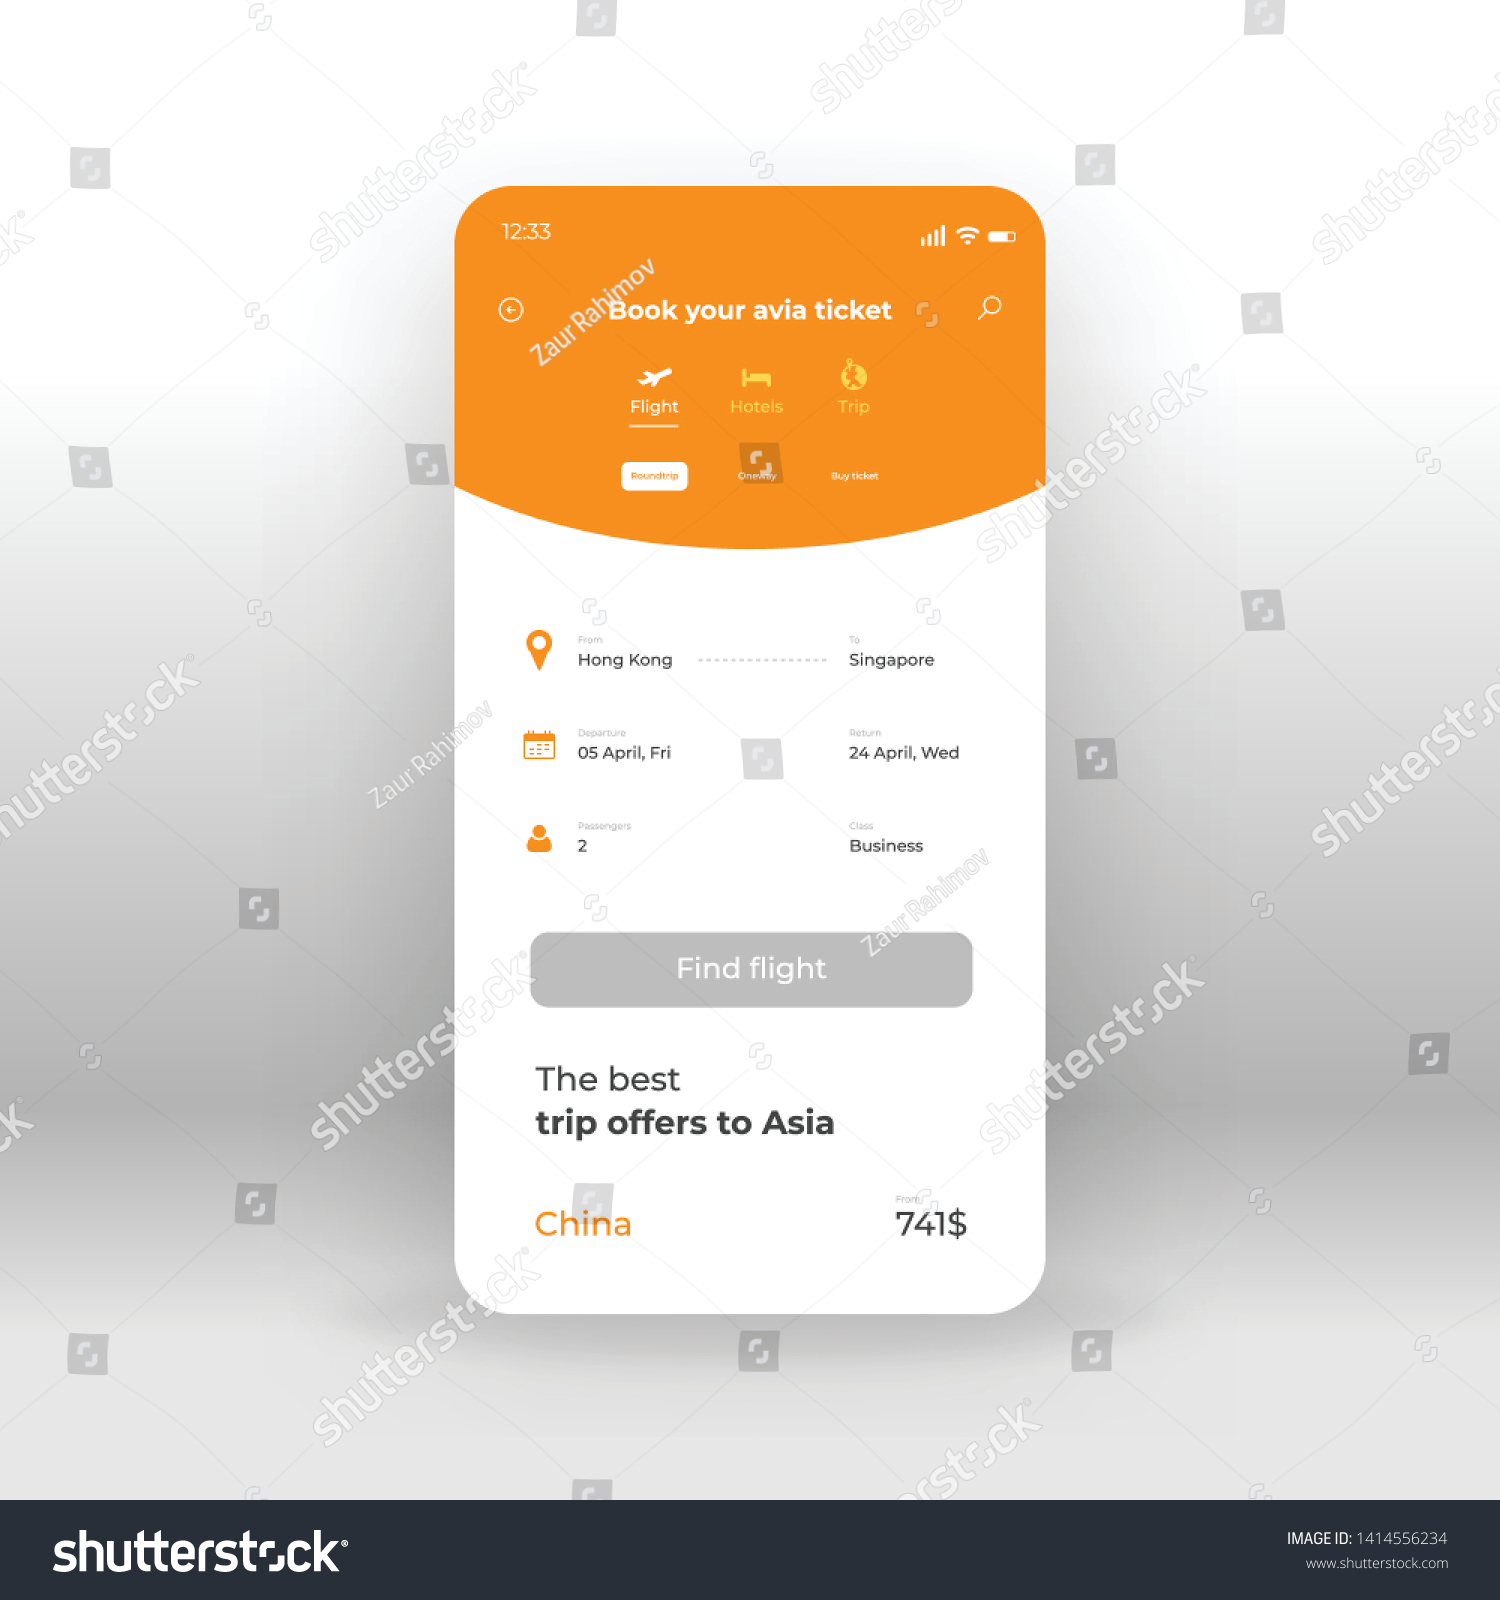 12:33
Book your avia ticket
Flight Hotels Trip
Roundtrip Oneway Buy ticket
From To
Hong Kong Singapore
Departure Return
05 April, Fri 24 April, Wed
Passengers Class
2 Business
Find flight
The best
trip offers to Asia
From
China 741$
shutterstock
Zaur Rahimov
shutterstock
IMAGE ID: 1414556234
www.shutterstock.com